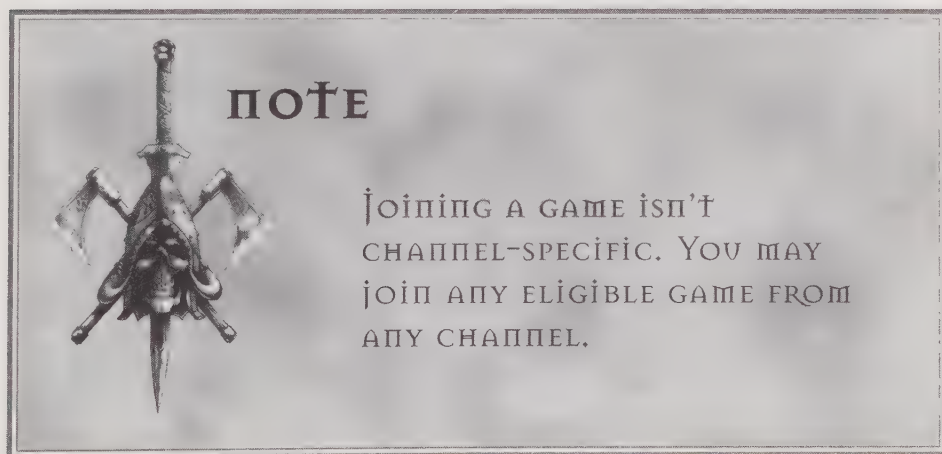 NOTE
Joining a game isn't
channel-specific. You may
join any eligible game from
any channel.